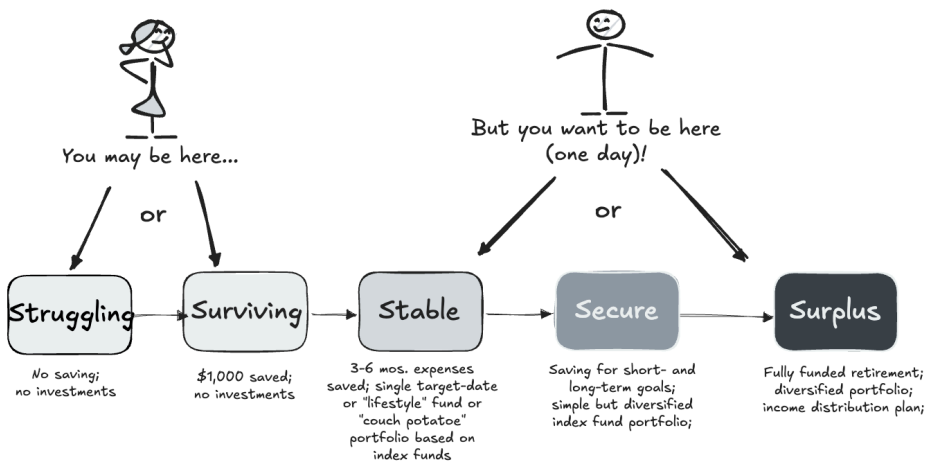 You may be here...
But you want to be here
(one day)!
or
or
Struggling
Surviving
Stable
Secure
Surplus
No saving;
no investments
$1,000 saved;
no investments
3-6 mos. expenses
saved; single target-date
or "lifestyle" fund or
"couch potatoe"
portfolio based on
index funds
Saving for short- and
long-term goals;
simple but diversified
index fund portfolio;
Fully funded retirement;
diversified portfolio;
income distribution plan;